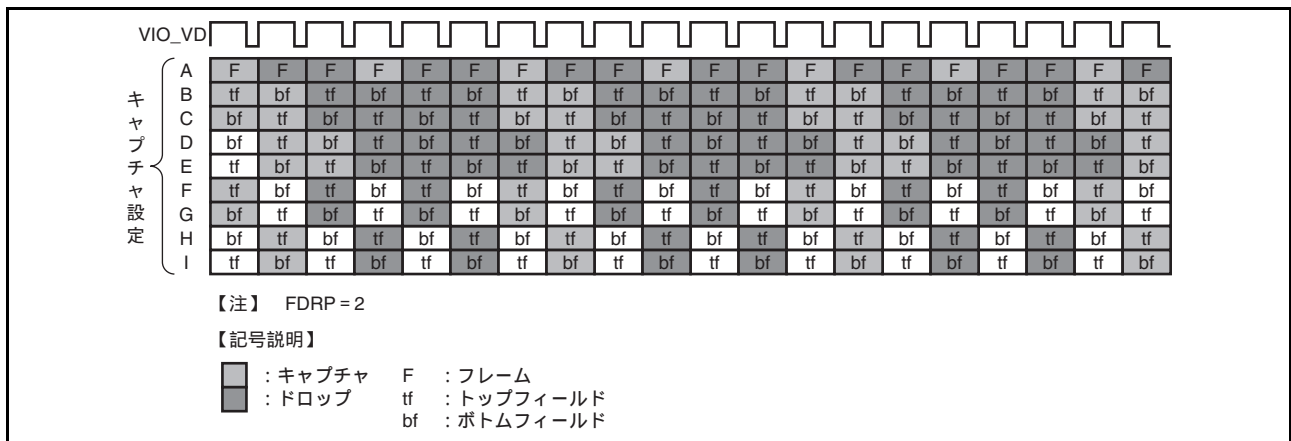 VIO_VD
キャプチャ設定
A F F F F F F F F F F F F F F F F F F F F
B tf bf tf bf tf bf tf bf tf bf tf bf tf bf tf bf tf bf tf bf
C bf tf bf tf bf tf bf tf bf tf bf tf bf tf bf tf bf tf bf tf
D bf tf bf tf bf tf bf tf bf tf bf tf bf tf bf tf bf tf bf tf
E tf bf tf bf tf bf tf bf tf bf tf bf tf bf tf bf tf bf tf bf
F tf bf tf bf tf bf tf bf tf bf tf bf tf bf tf bf tf bf tf bf
G bf tf bf tf bf tf bf tf bf tf bf tf bf tf bf tf bf tf bf tf
H bf tf bf tf bf tf bf tf bf tf bf tf bf tf bf tf bf tf bf tf
I tf bf tf bf tf bf tf bf tf bf tf bf tf bf tf bf tf bf tf bf
【注】 FDRP = 2
【記号説明】
：キャプチャ F ：フレーム
：ドロップ tf ：トップフィールド
bf ：ボトムフィールド